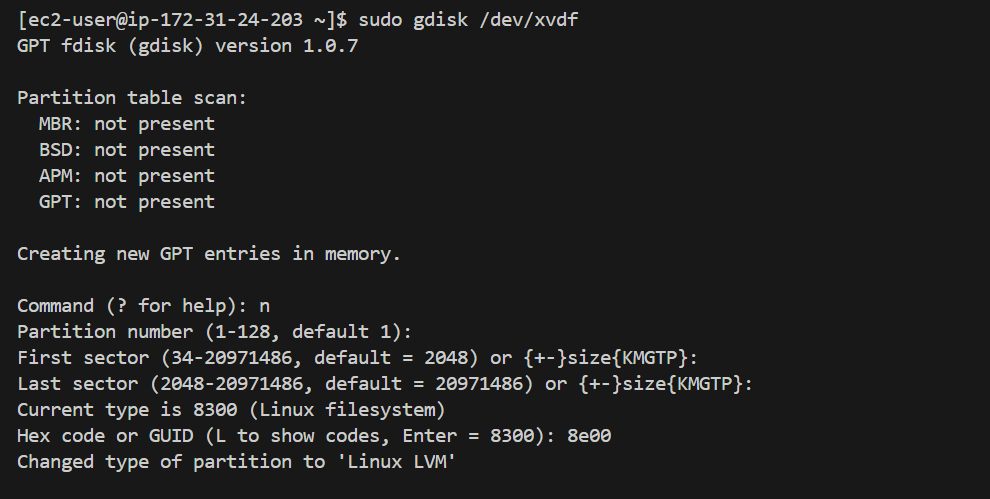 [ec2-user@ip-172-31-24-203 ~]$ sudo gdisk /dev/xvdf
GPT fdisk (gdisk) version 1.0.7
Partition table scan:
  MBR: not present
  BSD: not present
  APM: not present
  GPT: not present
Creating new GPT entries in memory.
Command (? for help): n
Partition number (1-128, default 1):
First sector (34-20971486, default = 2048) or {+-}size{KMGTP}:
Last sector (2048-20971486, default = 20971486) or {+-}size{KMGTP}:
Current type is 8300 (Linux filesystem)
Hex code or GUID (L to show codes, Enter = 8300): 8e00
Changed type of partition to 'Linux LVM'